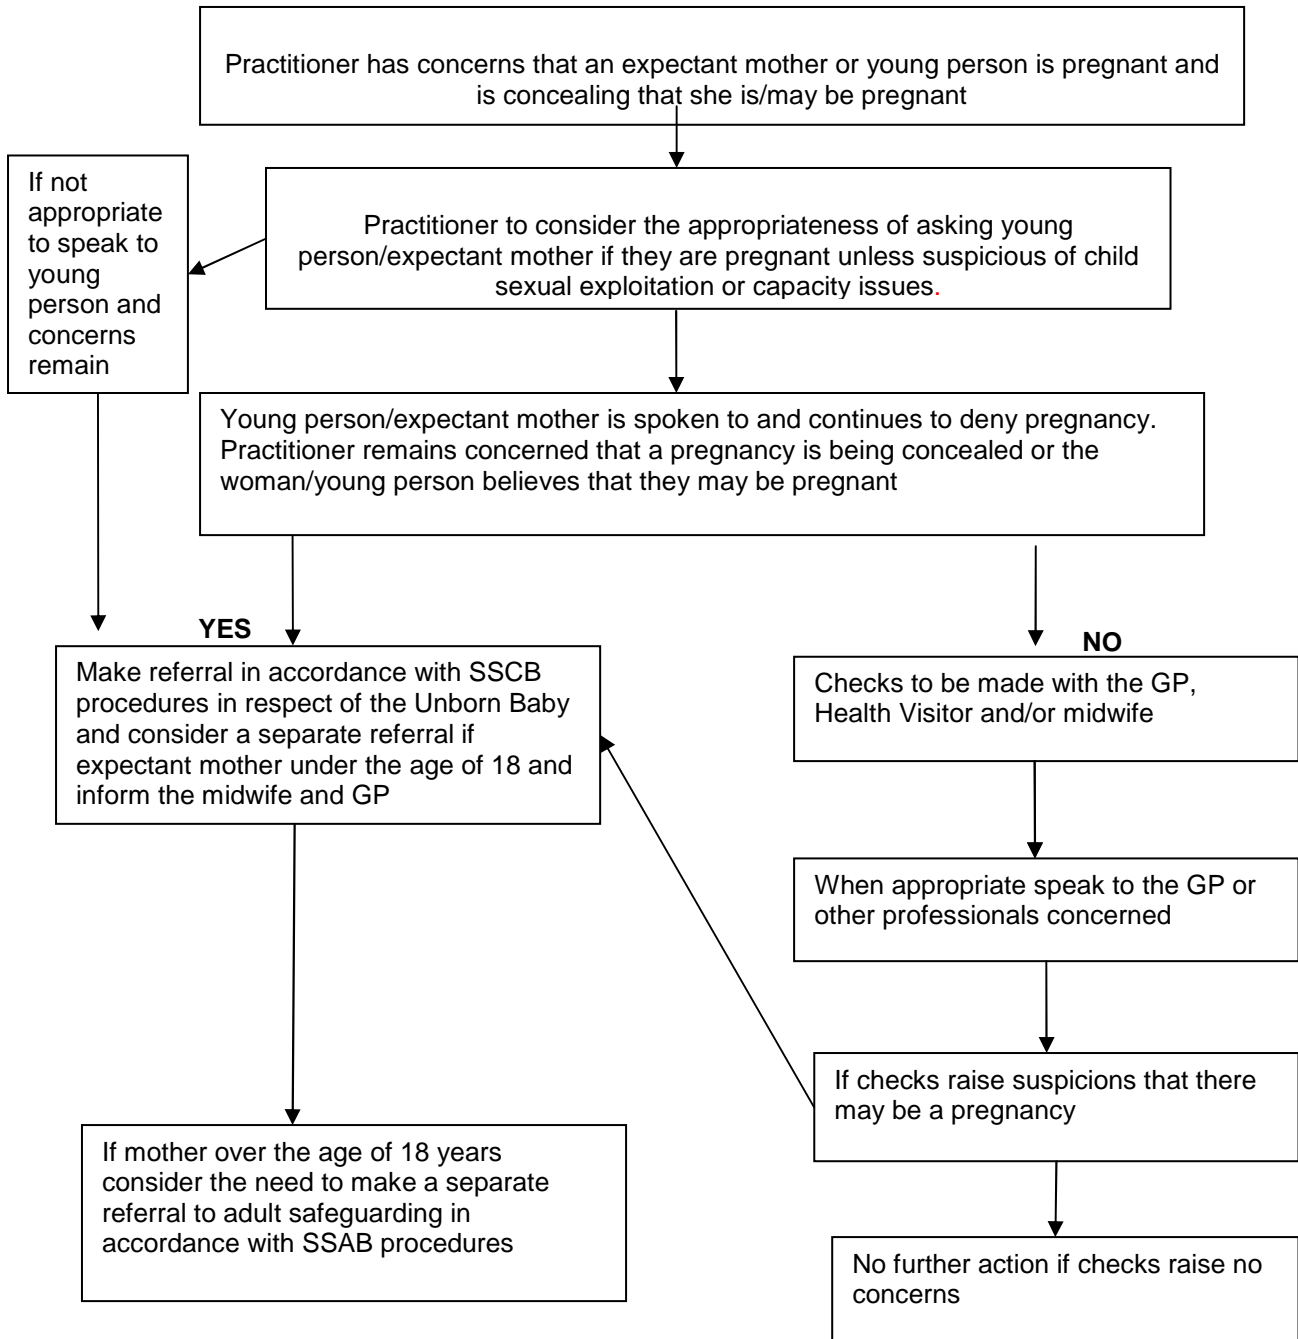 Practitioner has concerns that an expectant mother or young person is pregnant and
is concealing that she is/may be pregnant
If not
appropriate
to speak to
young
person and
concerns
remain
Practitioner to consider the appropriateness of asking young
person/expectant mother if they are pregnant unless suspicious of child
sexual exploitation or capacity issues.
Young person/expectant mother is spoken to and continues to deny pregnancy.
Practitioner remains concerned that a pregnancy is being concealed or the
woman/young person believes that they may be pregnant
YES
NO
Make referral in accordance with SSCB
procedures in respect of the Unborn Baby
and consider a separate referral if
expectant mother under the age of 18 and
inform the midwife and GP
Checks to be made with the GP,
Health Visitor and/or midwife
When appropriate speak to the GP or
other professionals concerned
If checks raise suspicions that there
may be a pregnancy
If mother over the age of 18 years
consider the need to make a separate
referral to adult safeguarding in
accordance with SSAB procedures
No further action if checks raise no
concerns